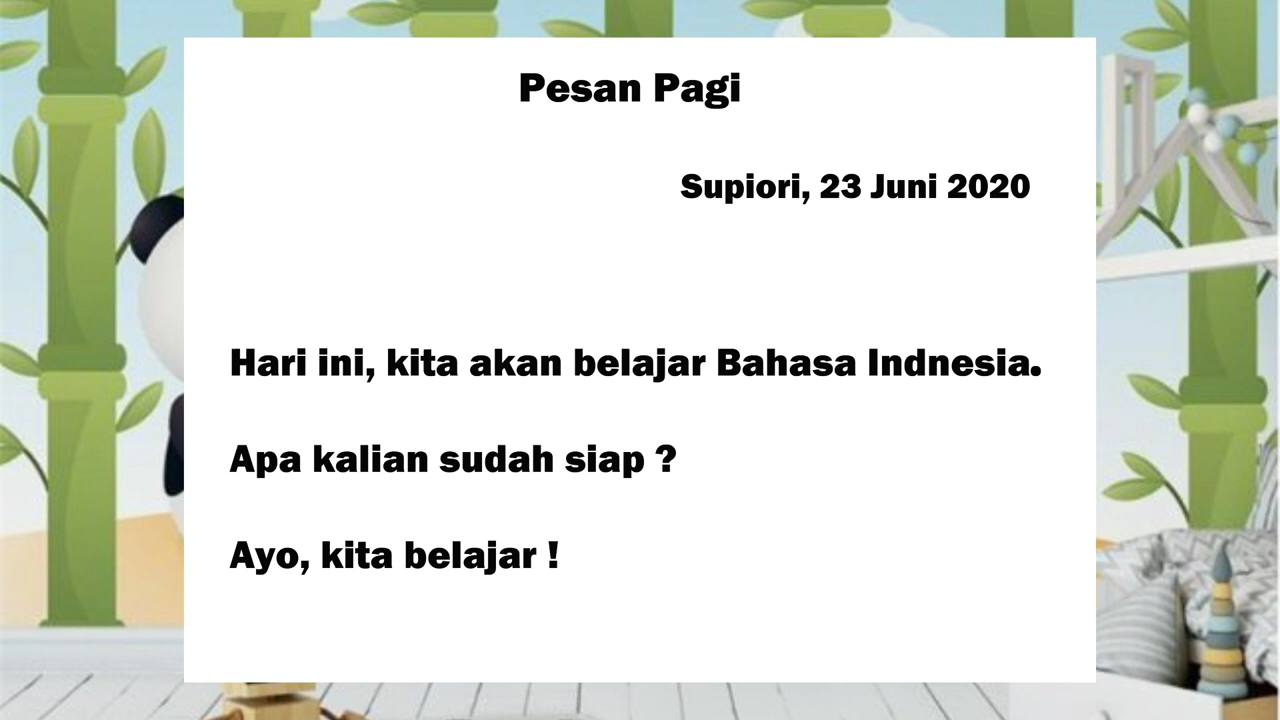 Pesan Pagi
Supiori, 23 Juni 2020
Hari ini, kita akan belajar Bahasa Indnesia.
Apa kalian sudah siap ?
Ayo, kita belajar !